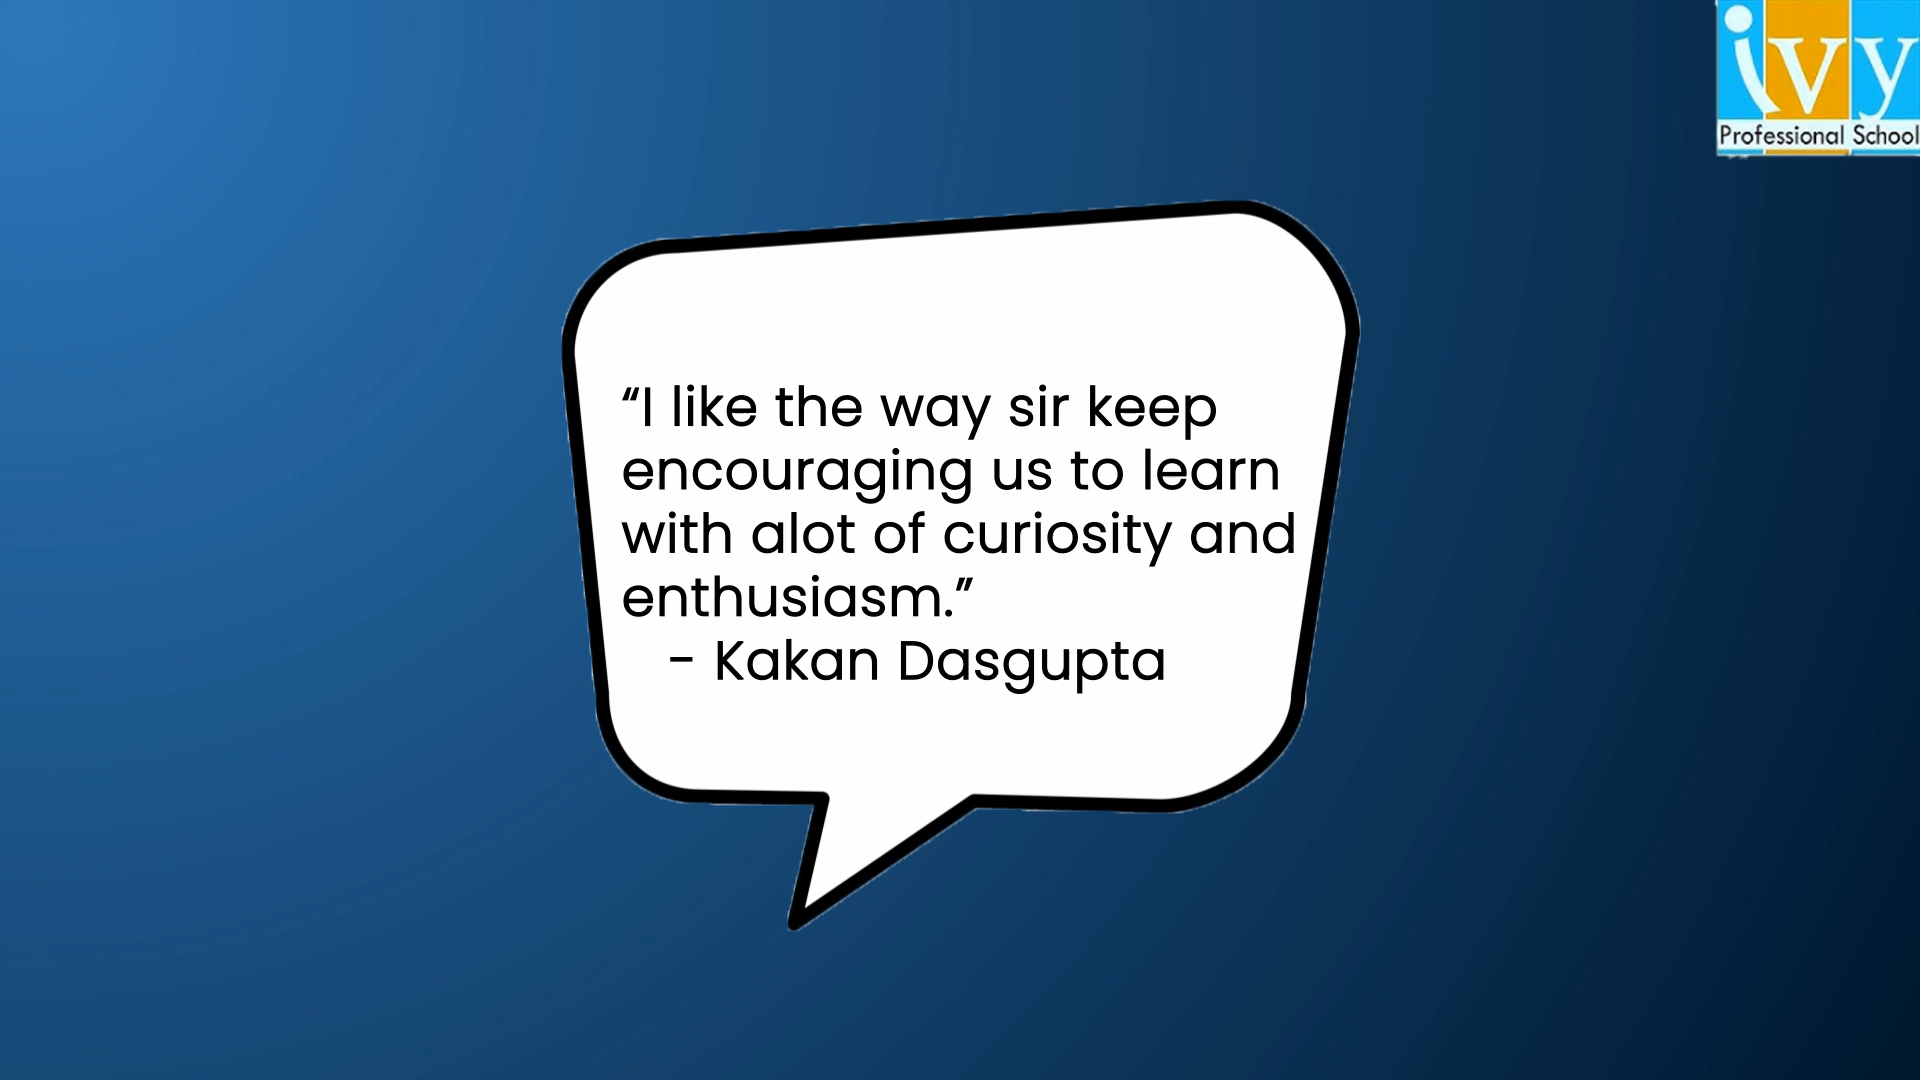 ivy
Professional School
“I like the way sir keep
encouraging us to learn
with alot of curiosity and
enthusiasm.”
- Kakan Dasgupta